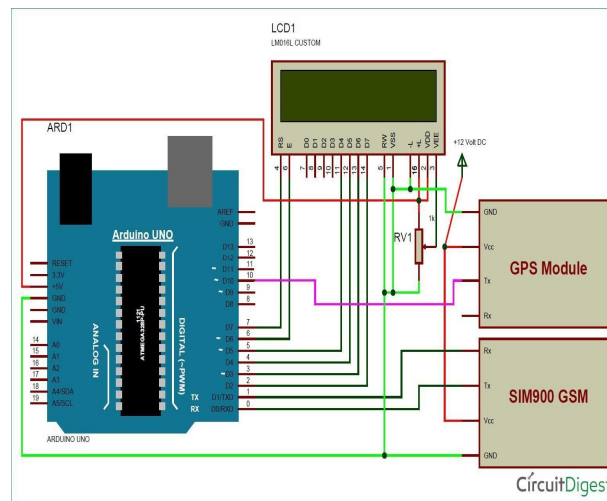 LCD1
LM016L CUSTOM
RS E D0 D1 D2 D3 D4 D5 D6 D7 RW VSS -L +L VDD VEE
4 6 7 8 9 10 11 12 13 14 5 1 16 2 3
+12 Volt DC
ARD1
Arduino UNO
RESET
3.3V
+5V
GND
GND
VIN
14 A0
15 A1
16 A2
17 A3
18 A4/SDA
19 A5/SCL
ANALOG IN
ATMEGA328P-PU
1121
DIGITAL (~PWM)
AREF
GND
D13 13
D12 12
~ D11 11
~ D10 10
~ D9 9
D8 8
D7 7
~ D6 6
~ D5 5
D4 4
~D3 3
D2 2
TX D1/TXD 1
RX D0/RXD 0
ARDUINO UNO
RV1
1k
GND
Vcc
Tx
Rx
GPS Module
Rx
Tx
Vcc
GND
SIM900 GSM
CírcuitDigest